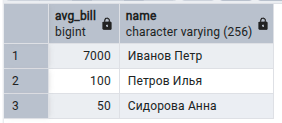 avg_bill name
bigint character varying (256)
1 7000 Иванов Петр
2 100 Петров Илья
3 50 Сидорова Анна